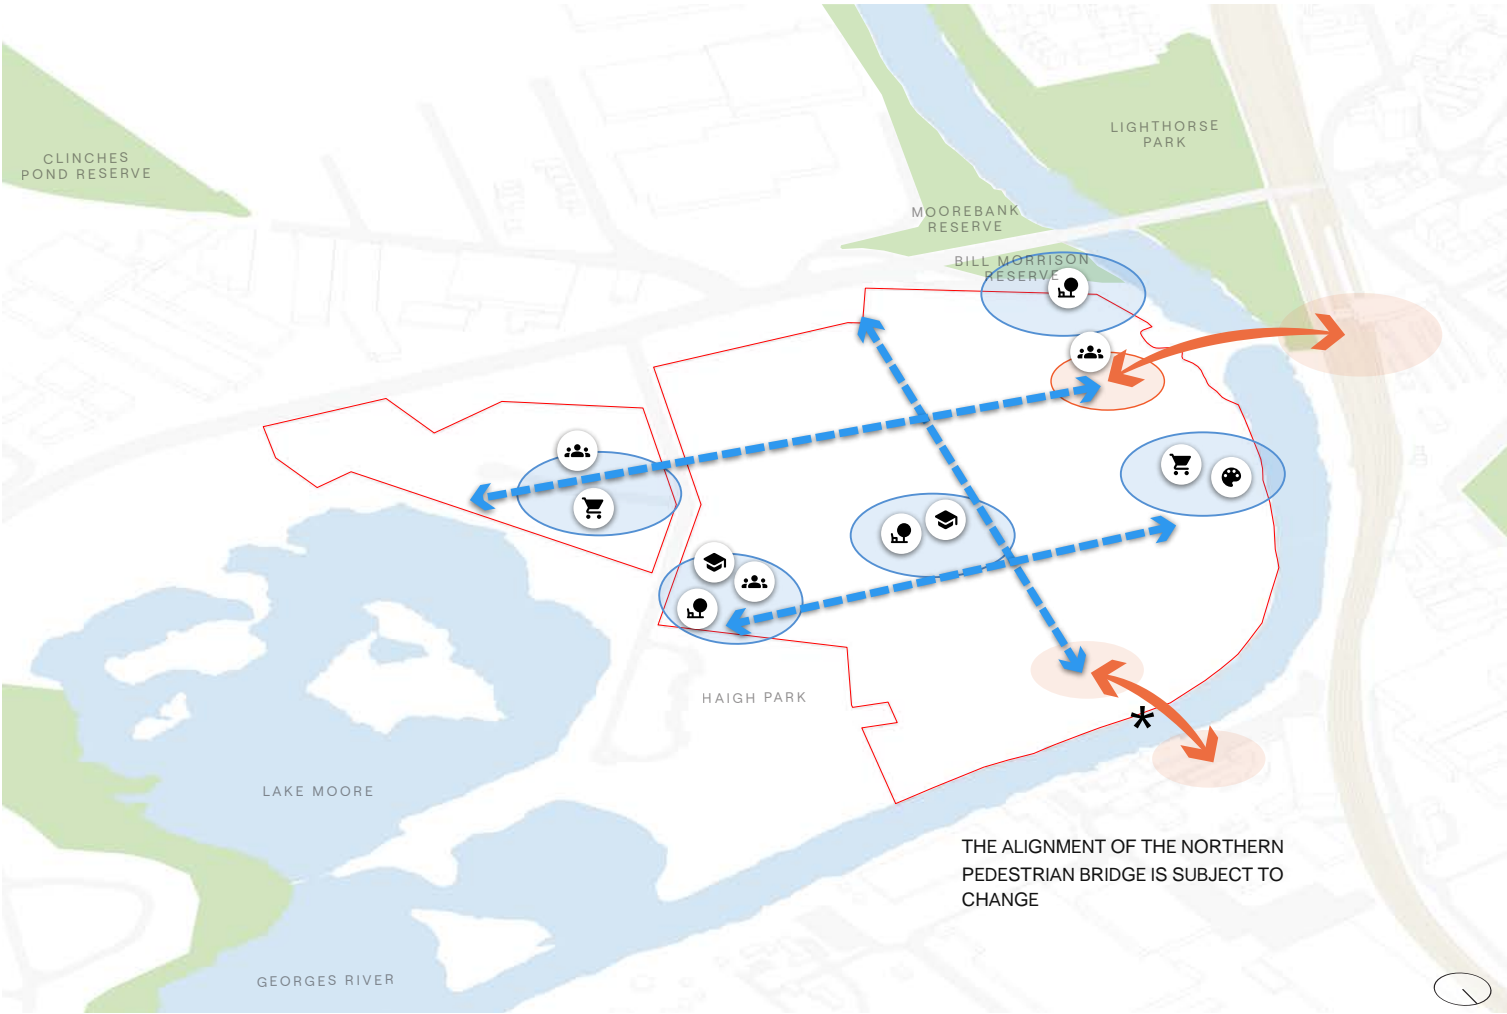 LIGHTHORSE
PARK
CLINCHES
POND RESERVE
MOOREBANK
RESERVE
BILL MORRISON
RESERVE
HAIGH PARK
*
LAKE MOORE
THE ALIGNMENT OF THE NORTHERN
PEDESTRIAN BRIDGE IS SUBJECT TO
CHANGE
GEORGES RIVER